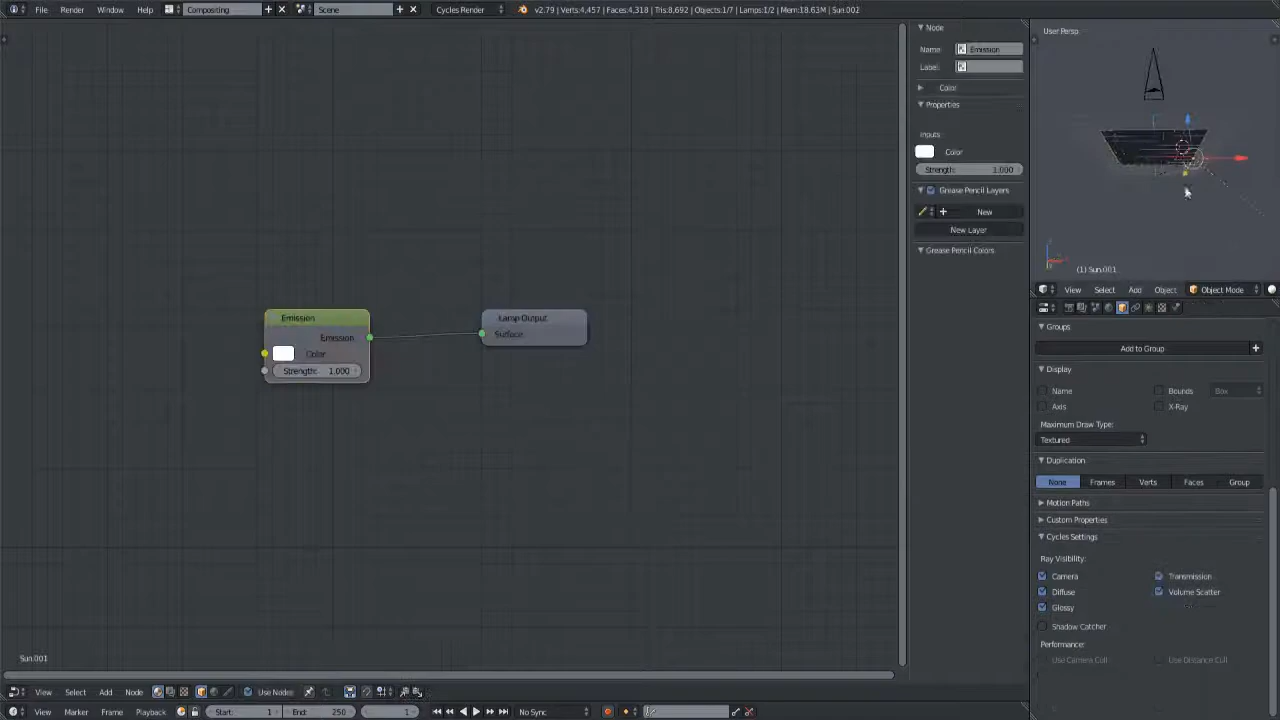 File Render Window Help Compositing Scene Cycles Render v2.79 | Verts:4,457 | Faces:4,318 | Tris:8,692 | Objects:1/7 | Lamps:1/2 | Mem:18.63M | Sun.002
Node
Name: Emission
Label:
Color
Properties
Inputs:
Color
Strength: 1.000
Grease Pencil Layers
New
New Layer
Grease Pencil Colors
Emission
Emission
Color
Strength: 1.000
Lamp Output
Surface
Sun.001
View Select Add Node Use Nodes
View Marker Frame Playback Start: 1 End: 250 1 No Sync
User Persp
(1) Sun.001
View Select Add Object Object Mode
Groups
Add to Group
Display
Name Bounds Box
Axis X-Ray
Maximum Draw Type:
Textured
Duplication
None Frames Verts Faces Group
Motion Paths
Custom Properties
Cycles Settings
Ray Visibility:
Camera Transmission
Diffuse Volume Scatter
Glossy
Shadow Catcher
Performance:
Use Camera Cull Use Distance Cull